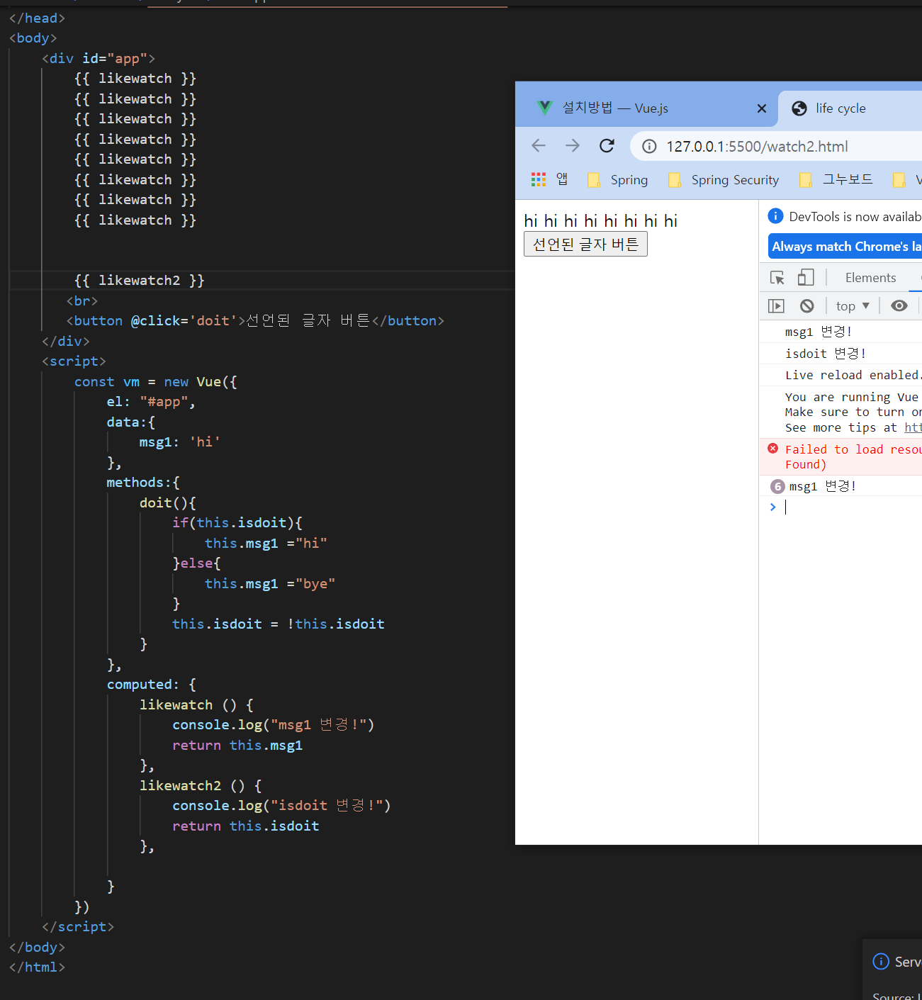 </head>
<body>
<div id="app">
{{ likewatch }}
{{ likewatch }}
{{ likewatch }}
{{ likewatch }}
{{ likewatch }}
{{ likewatch }}
{{ likewatch }}
{{ likewatch }}
{{ likewatch2 }}
<br>
<button @click='doit'>선언된 글자 버튼</button>
</div>
<script>
const vm = new Vue({
el: "#app",
data:{
msg1: 'hi'
},
methods:{
doit(){
if(this.isdoit){
this.msg1 ="hi"
}else{
this.msg1 ="bye"
}
this.isdoit = !this.isdoit
}
},
computed: {
likewatch () {
console.log("msg1 변경!")
return this.msg1
},
likewatch2 () {
console.log("isdoit 변경!")
return this.isdoit
},
}
})
</script>
</body>
</html>
설치방법 — Vue.js
life cycle
127.0.0.1:5500/watch2.html
앱 Spring Spring Security 그누보드 V
hi hi hi hi hi hi hi hi
선언된 글자 버튼
DevTools is now availab
Always match Chrome's la
Elements
top
msg1 변경!
isdoit 변경!
Live reload enabled.
You are running Vue
Make sure to turn on
See more tips at htt
Failed to load resou
Found)
6 msg1 변경!
Serv
Source: L